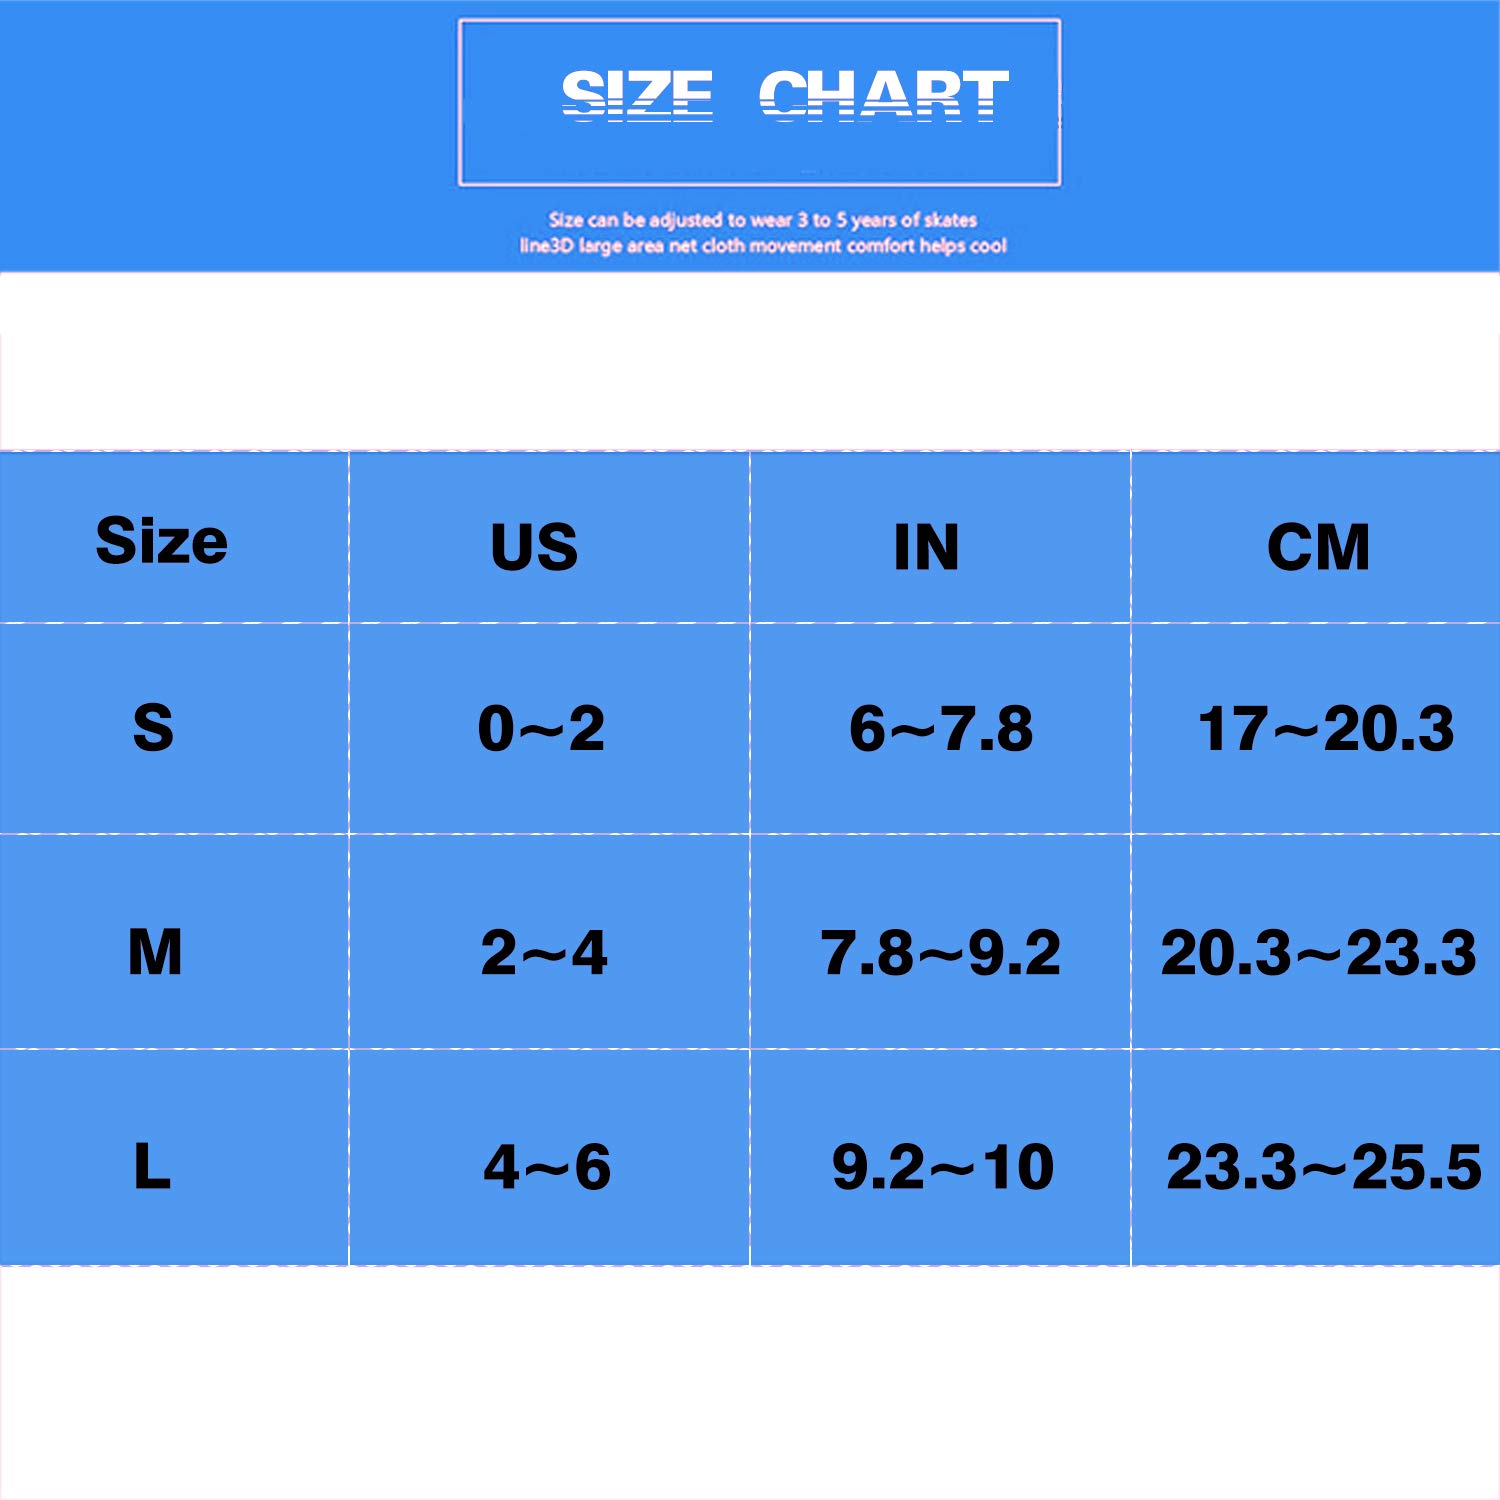 SIZE CHART
Size can be adjusted to wear 3 to 5 years of skates
line3D large area net cloth movement comfort helps cool
Size US IN CM
S 0~2 6~7.8 17~20.3
M 2~4 7.8~9.2 20.3~23.3
L 4~6 9.2~10 23.3~25.5